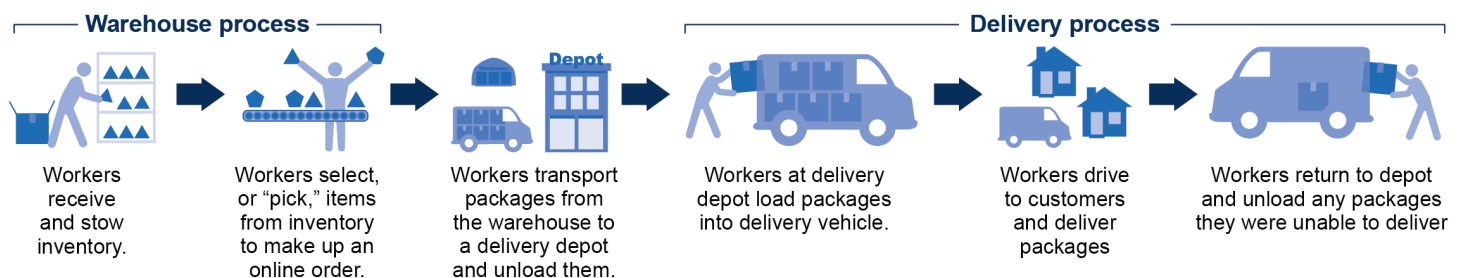 Warehouse process
Delivery process
Warehouse
Depot
Workers
receive
and stow
inventory.
Workers select,
or “pick,” items
from inventory
to make up an
online order.
Workers transport
packages from
the warehouse to
a delivery depot
and unload them.
Workers at delivery
depot load packages
into delivery vehicle.
Workers drive
to customers
and deliver
packages
Workers return to depot
and unload any packages
they were unable to deliver